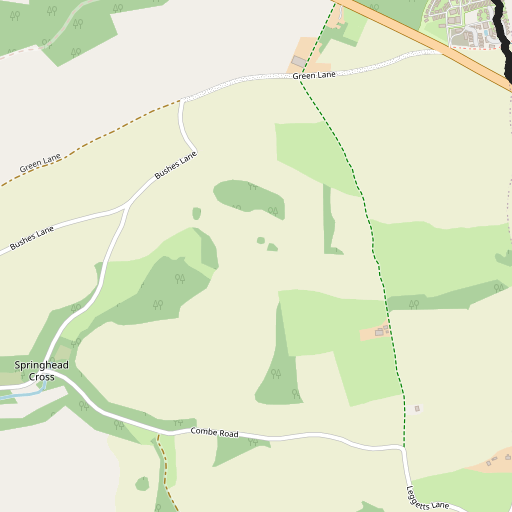 Green Lane
Green Lane
Bushes Lane
Bushes Lane
Springhead
Cross
Combe Road
Leggetts Lane